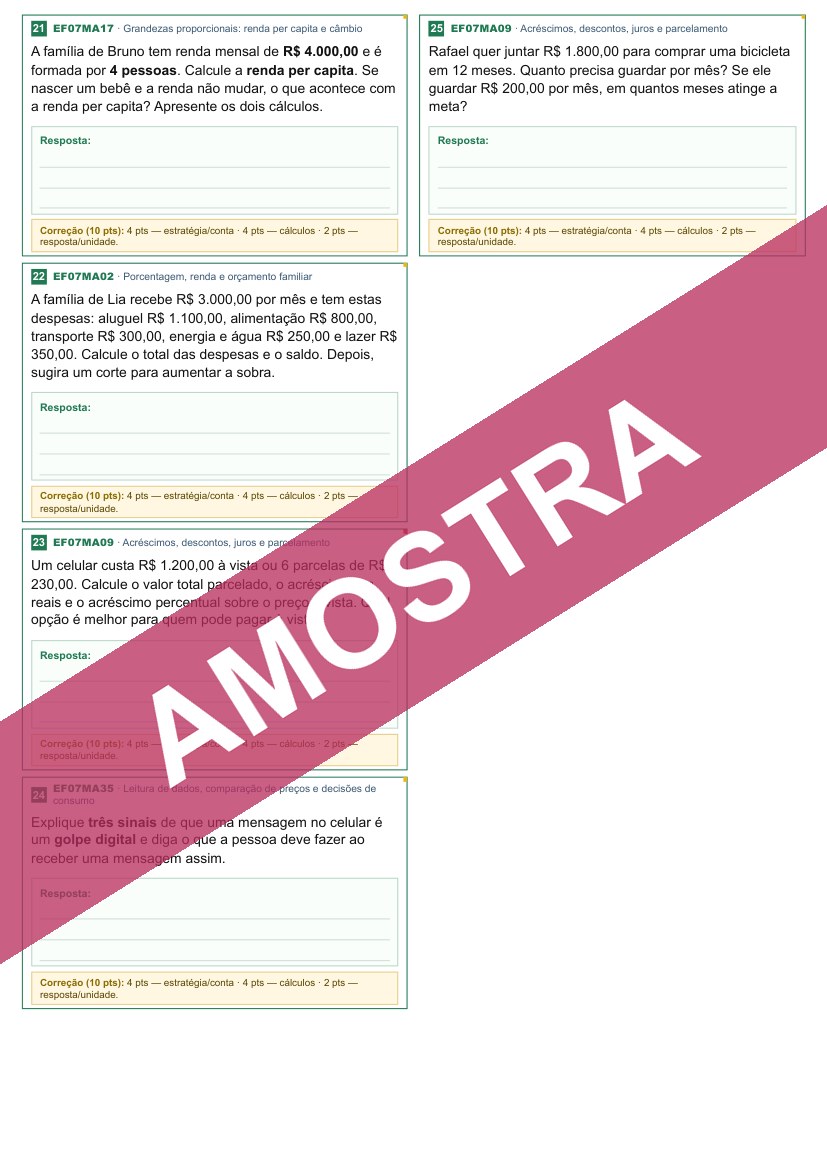 21 EF07MA17 · Grandezas proporcionais: renda per capita e câmbio
A família de Bruno tem renda mensal de R$ 4.000,00 e é
formada por 4 pessoas. Calcule a renda per capita. Se
nascer um bebê e a renda não mudar, o que acontece com
a renda per capita? Apresente os dois cálculos.
Resposta:
Correção (10 pts): 4 pts — estratégia/conta · 4 pts — cálculos · 2 pts —
resposta/unidade.
22 EF07MA02 · Porcentagem, renda e orçamento familiar
A família de Lia recebe R$ 3.000,00 por mês e tem estas
despesas: aluguel R$ 1.100,00, alimentação R$ 800,00,
transporte R$ 300,00, energia e água R$ 250,00 e lazer R$
350,00. Calcule o total das despesas e o saldo. Depois,
sugira um corte para aumentar a sobra.
Resposta:
Correção (10 pts): 4 pts — estratégia/conta · 4 pts — cálculos · 2 pts —
resposta/unidade.
23 EF07MA09 · Acréscimos, descontos, juros e parcelamento
Um celular custa R$ 1.200,00 à vista ou 6 parcelas de R$
230,00. Calcule o valor total parcelado, o
reais e o acréscimo percentual sobre o preço
opção é melhor para quem pode pagar à
Resposta:
Correção (10 pts): 4 pts — 4 pts — cálculos · 2 pts —
resposta/unidade.
24 EF07MA35 · Leitura de dados, comparação de preços e decisões de
consumo
Explique três sinais de que uma mensagem no celular é
um golpe digital e diga o que a pessoa deve fazer ao
receber uma mensagem assim.
Resposta:
Correção (10 pts): 4 pts — estratégia/conta · 4 pts — cálculos · 2 pts —
resposta/unidade.
25 EF07MA09 · Acréscimos, descontos, juros e parcelamento
Rafael quer juntar R$ 1.800,00 para comprar uma bicicleta
em 12 meses. Quanto precisa guardar por mês? Se ele
guardar R$ 200,00 por mês, em quantos meses atinge a
meta?
Resposta:
Correção (10 pts): 4 pts — estratégia/conta · 4 pts — cálculos · 2 pts —
resposta/unidade.
AMOSTRA